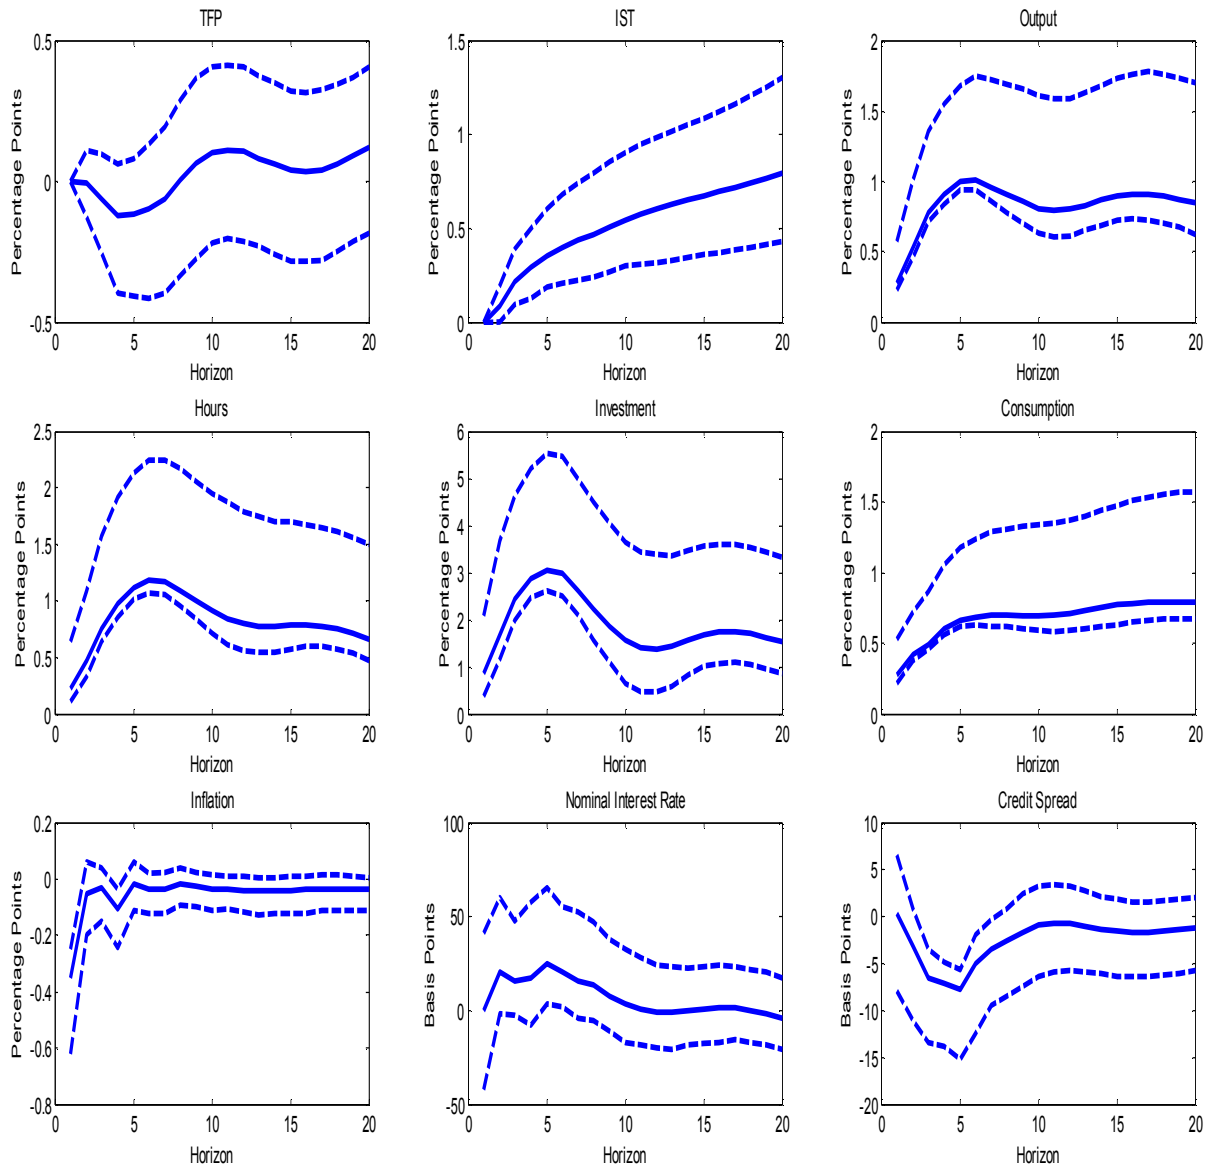 TFP
Percentage Points
0.5
0
-0.5
0 5 10 15 20
Horizon
IST
Percentage Points
1.5
1
0.5
0
0 5 10 15 20
Horizon
Output
Percentage Points
2
1.5
1
0.5
0
0 5 10 15 20
Horizon
Hours
Percentage Points
2.5
2
1.5
1
0.5
0
0 5 10 15 20
Horizon
Investment
Percentage Points
6
5
4
3
2
1
0
0 5 10 15 20
Horizon
Consumption
Percentage Points
2
1.5
1
0.5
0
0 5 10 15 20
Horizon
Inflation
Percentage Points
0.2
0
-0.2
-0.4
-0.6
-0.8
0 5 10 15 20
Horizon
Nominal Interest Rate
Basis Points
100
50
0
-50
0 5 10 15 20
Horizon
Credit Spread
Basis Points
10
5
0
-5
-10
-15
-20
0 5 10 15 20
Horizon